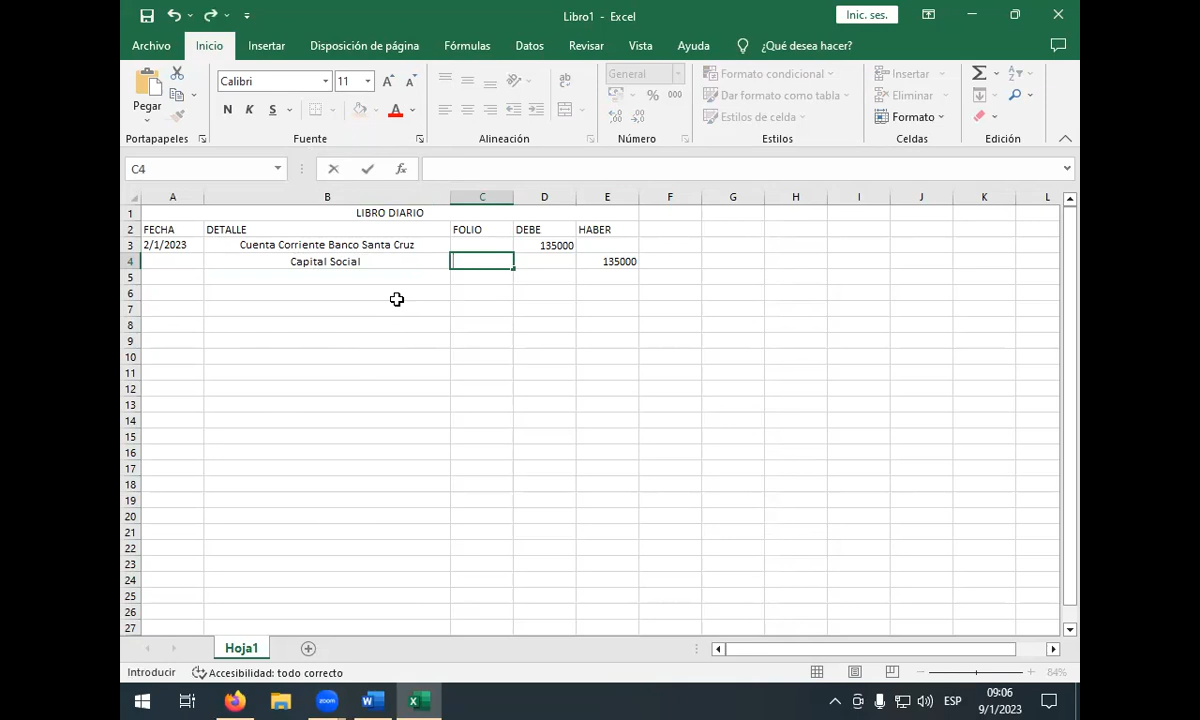 Libro1 - Excel
Inic. ses.
Archivo Inicio Insertar Disposición de página Fórmulas Datos Revisar Vista Ayuda ¿Qué desea hacer?
Pegar
Calibri 11
N K S
General
% 000
Formato condicional
Dar formato como tabla
Estilos de celda
Insertar
Eliminar
Formato
Portapapeles Fuente Alineación Número Estilos Celdas Edición
C4 fx
A B C D E F G H I J K L
1 LIBRO DIARIO
2 FECHA DETALLE FOLIO DEBE HABER
3 2/1/2023 Cuenta Corriente Banco Santa Cruz 135000
4 Capital Social 135000
5
6
7
8
9
10
11
12
13
14
15
16
17
18
19
20
21
22
23
24
25
26
27
Hoja1
Introducir Accesibilidad: todo correcto 84%
zoom ESP 09:06
9/1/2023